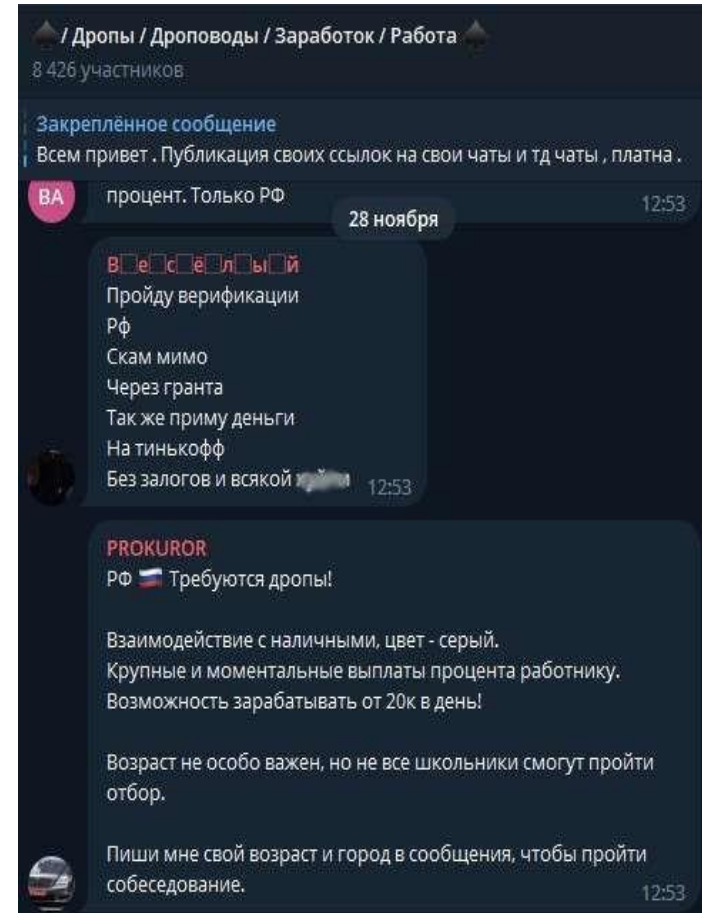 / Дропы / Дроповоды / Заработок / Работа
8 426 участников
Закреплённое сообщение
Всем привет . Публикация своих ссылок на свои чаты и тд чаты , платна .
ВА
процент. Только РФ
12:53
28 ноября
Весёлый
Пройду верификации
Рф
Скам мимо
Через гранта
Так же приму деньги
На тинькофф
Без залогов и всякой
12:53
PROKUROR
РФ 🇷🇺 Требуются дропы!
Взаимодействие с наличными, цвет - серый.
Крупные и моментальные выплаты процента работнику.
Возможность зарабатывать от 20к в день!
Возраст не особо важен, но не все школьники смогут пройти
отбор.
Пиши мне свой возраст и город в сообщения, чтобы пройти
собеседование.
12:53